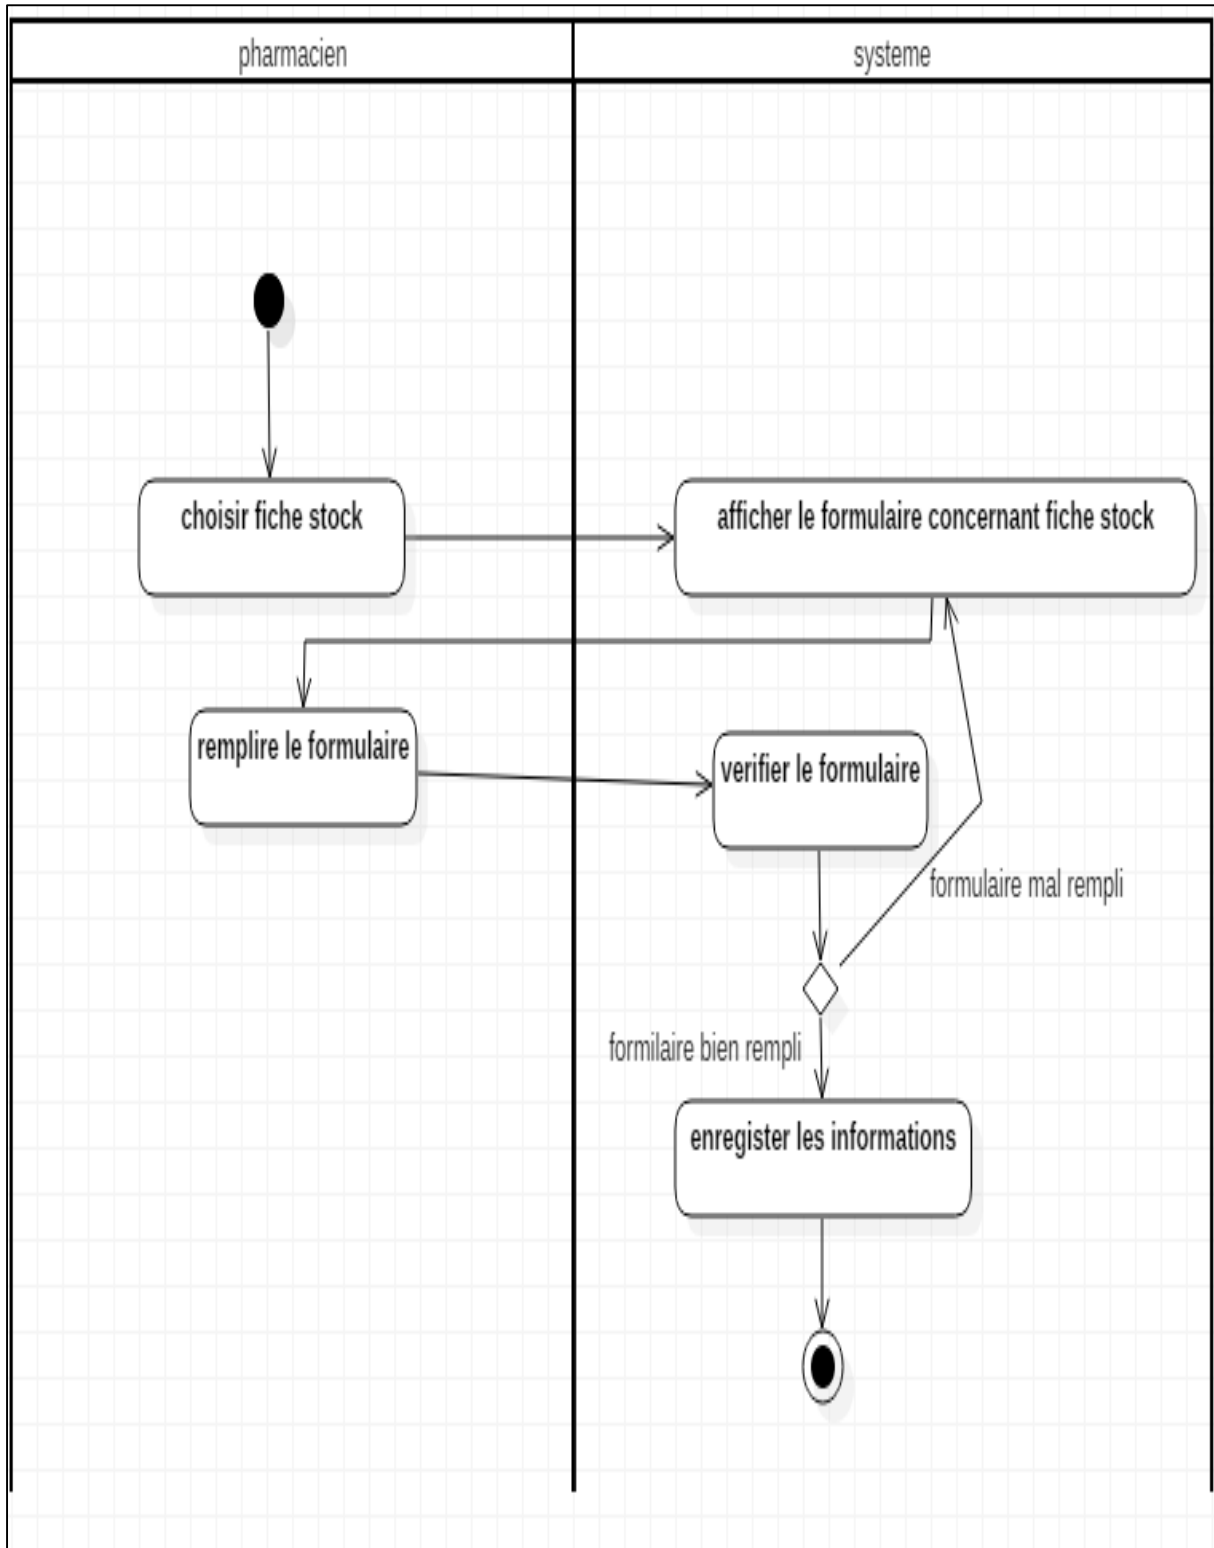 pharmacien
systeme
choisir fiche stock
afficher le formulaire concernant fiche stock
remplire le formulaire
verifier le formulaire
formulaire mal rempli
formilaire bien rempli
enregister les informations